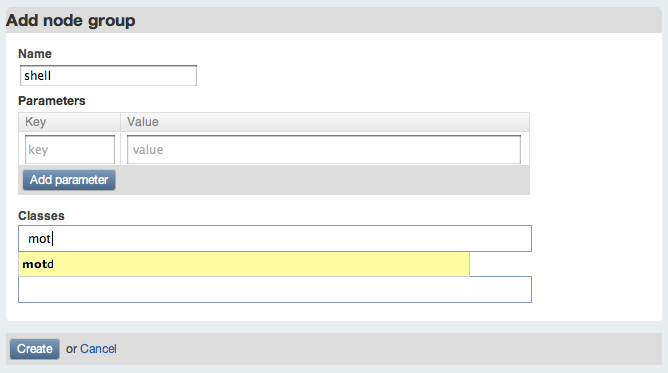 Add node group
Name
shell
Parameters
Key Value
key value
Add parameter
Classes
mot
motd
Create or Cancel